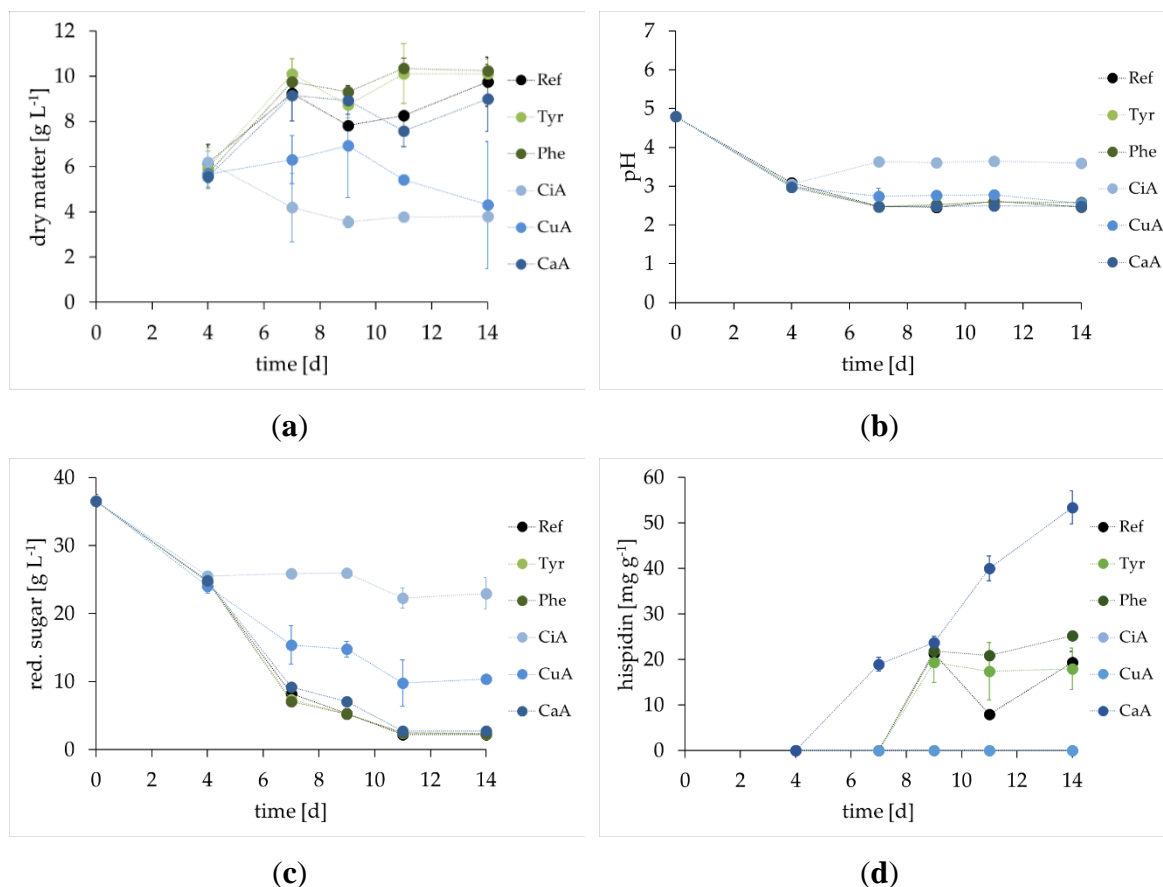 12
10
8
6
4
2
0
dry matter [g L⁻¹]
0 2 4 6 8 10 12 14
time [d]
Ref
Tyr
Phe
CiA
CuA
CaA
(a)
7
6
5
4
3
2
1
0
pH
0 2 4 6 8 10 12 14
time [d]
Ref
Tyr
Phe
CiA
CuA
CaA
(b)
40
30
20
10
0
red. sugar [g L⁻¹]
0 2 4 6 8 10 12 14
time [d]
Ref
Tyr
Phe
CiA
CuA
CaA
(c)
60
50
40
30
20
10
0
hispidin [mg g⁻¹]
0 2 4 6 8 10 12 14
time [d]
Ref
Tyr
Phe
CiA
CuA
CaA
(d)